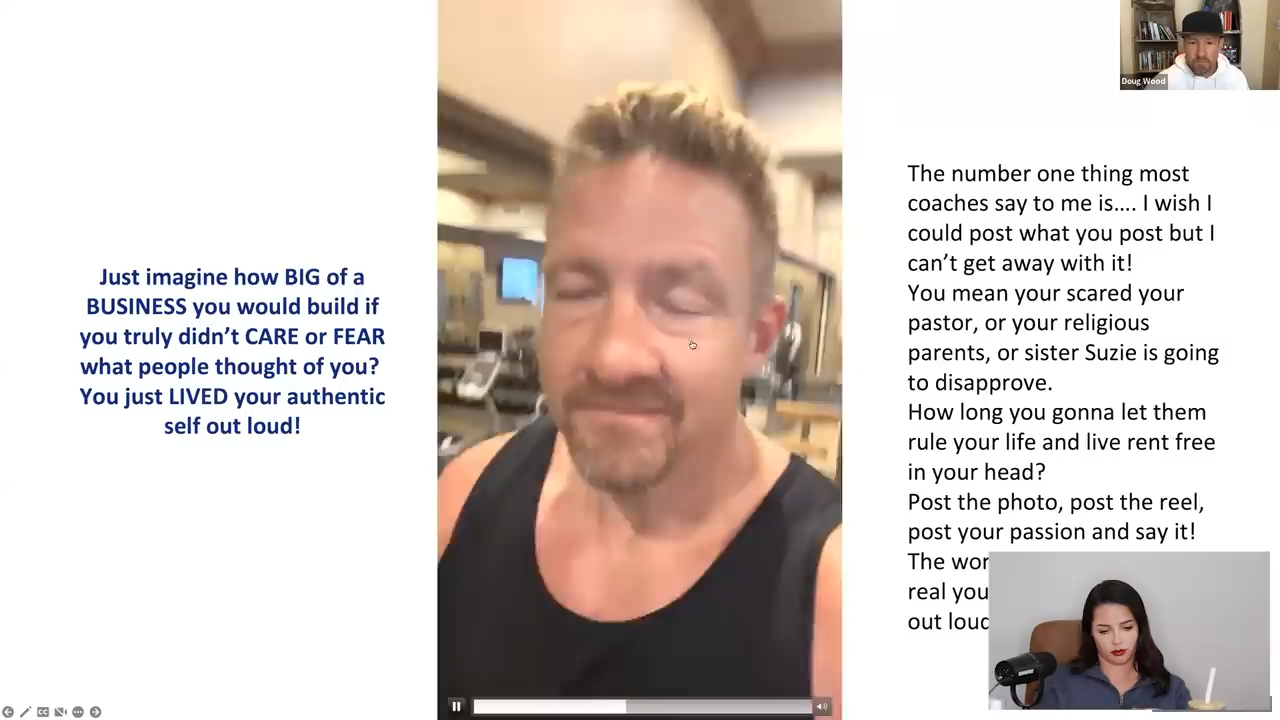 Just imagine how BIG of a
BUSINESS you would build if
you truly didn’t CARE or FEAR
what people thought of you?
You just LIVED your authentic
self out loud!
Doug Wood
The number one thing most
coaches say to me is.... I wish I
could post what you post but I
can’t get away with it!
You mean your scared your
pastor, or your religious
parents, or sister Suzie is going
to disapprove.
How long you gonna let them
rule your life and live rent free
in your head?
Post the photo, post the reel,
post your passion and say it!
The
real you
out